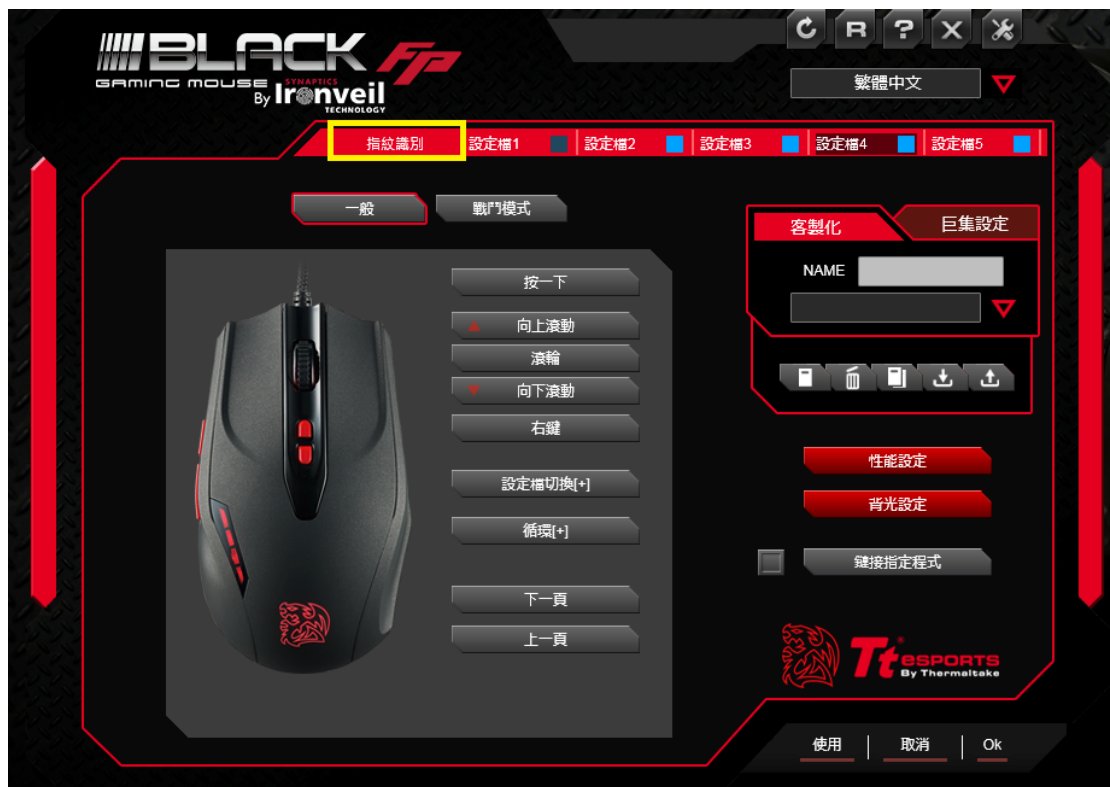 BLACK FP
GAMING MOUSE
SYNAPTICS
By Ironveil
TECHNOLOGY
R ?
繁體中文
指紋識別 設定檔1 設定檔2 設定檔3 設定檔4 設定檔5
一般 戰鬥模式
客製化 巨集設定
NAME
按一下
向上滾動
滾輪
向下滾動
右鍵
設定檔切換[+]
循環[+]
下一頁
上一頁
性能設定
背光設定
鏈接指定程式
Tt eSPORTS
By Thermaltake
使用 取消 Ok